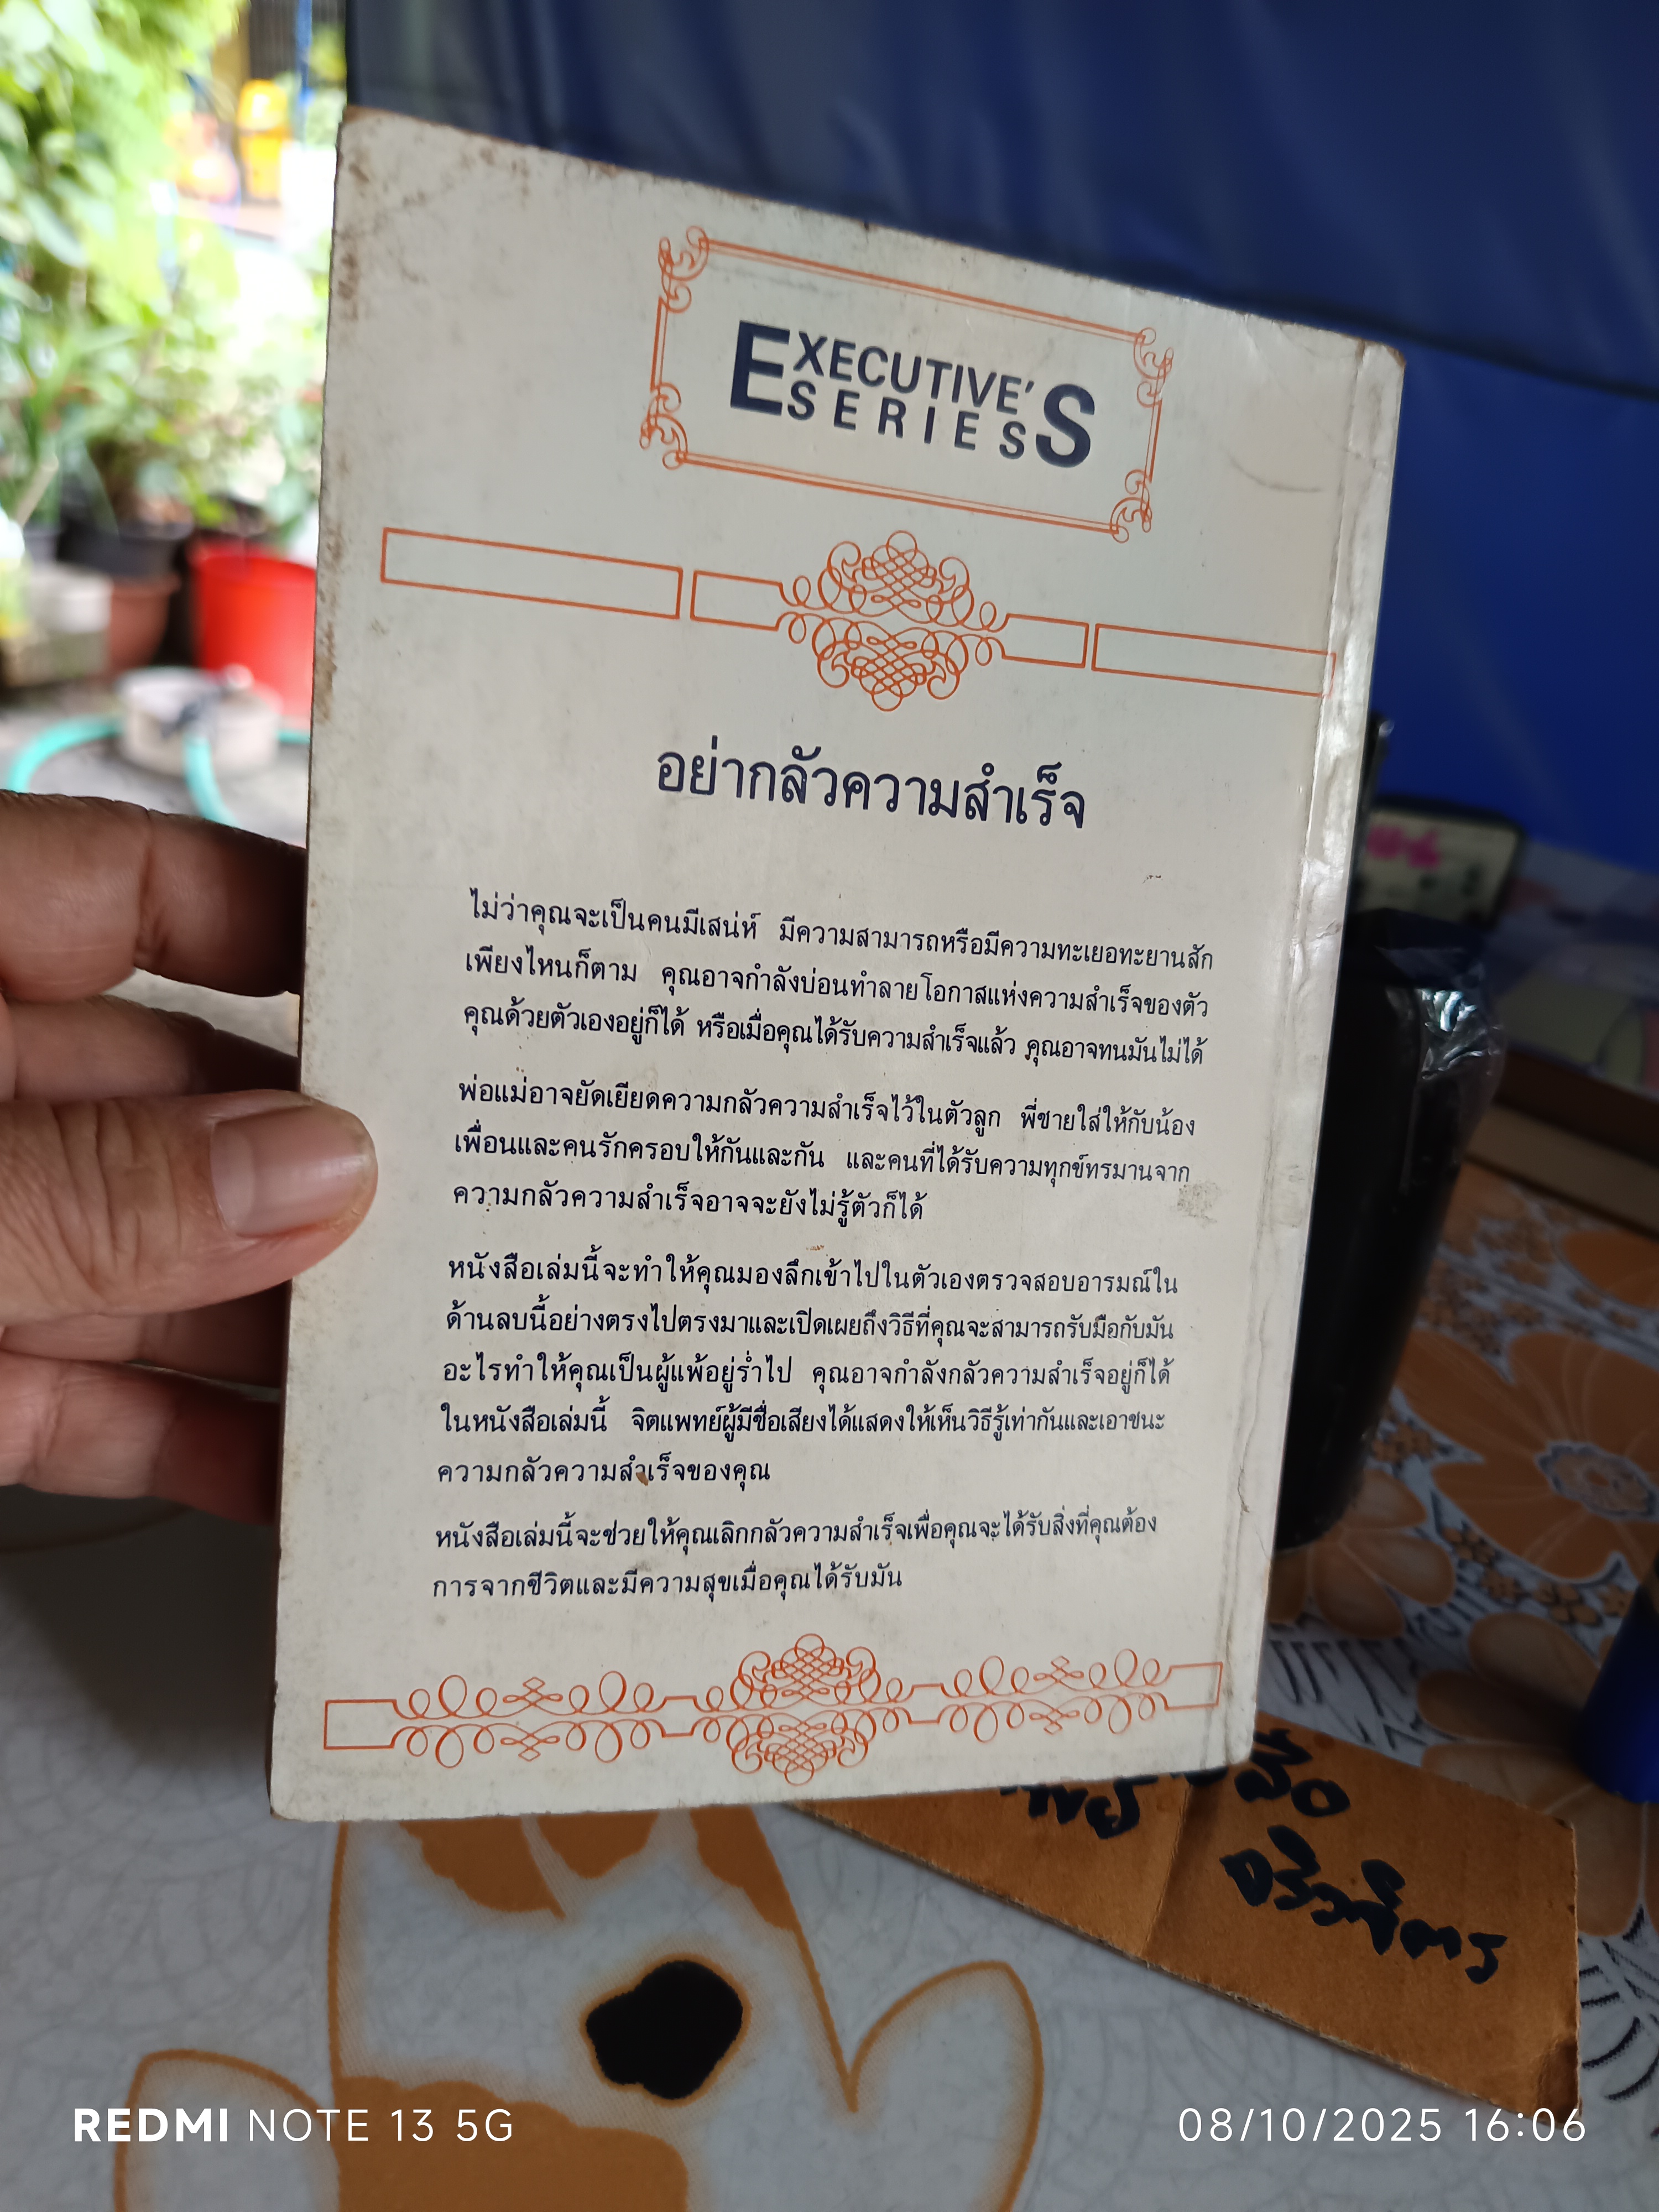 EXECUTIVE'S
SERIES
อย่ากลัวความสำเร็จ
ไม่ว่าคุณจะเป็นคนมีเสน่ห์ มีความสามารถหรือมีความทะเยอทะยานสัก
เพียงไหนก็ตาม คุณอาจกำลังบ่อนทำลายโอกาสแห่งความสำเร็จของตัว
คุณด้วยตัวเองอยู่ก็ได้ หรือเมื่อคุณได้รับความสำเร็จแล้ว คุณอาจทนมันไม่ได้
พ่อแม่อาจยัดเยียดความกลัวความสำเร็จไว้ในตัวลูก พี่ชายใส่ให้กับน้อง
เพื่อนและคนรักครอบให้กันและกัน และคนที่ได้รับความทุกข์ทรมานจาก
ความกลัวความสำเร็จอาจจะยังไม่รู้ตัวก็ได้
หนังสือเล่มนี้จะทำให้คุณมองลึกเข้าไปในตัวเองตรวจสอบอารมณ์ใน
ด้านลบนี้อย่างตรงไปตรงมาและเปิดเผยถึงวิธีที่คุณจะสามารถรับมือกับมัน
อะไรทำให้คุณเป็นผู้แพ้อยู่ร่ำไป คุณอาจกำลังกลัวความสำเร็จอยู่ก็ได้
ในหนังสือเล่มนี้ จิตแพทย์ผู้มีชื่อเสียงได้แสดงให้เห็นวิธีรู้เท่ากันและเอาชนะ
ความกลัวความสำเร็จของคุณ
หนังสือเล่มนี้จะช่วยให้คุณเลิกกลัวความสำเร็จเพื่อคุณจะได้รับสิ่งที่คุณต้อง
การจากชีวิตและมีความสุขเมื่อคุณได้รับมัน
REDMI NOTE 13 5G
08/10/2025 16:06